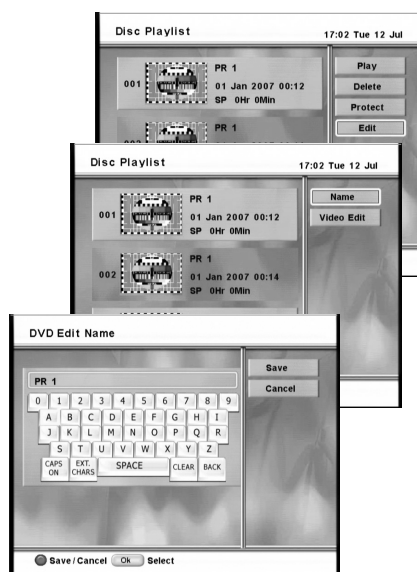 Disc Playlist
17:02 Tue 12 Jul
001
PR 1
01 Jan 2007 00:12
SP 0Hr 0Min
PR 1
Play
Delete
Protect
Edit
Disc Playlist
17:02 Tue 12 Jul
001
PR 1
01 Jan 2007 00:12
SP 0Hr 0Min
002
PR 1
01 Jan 2007 00:14
SP 0Hr 0Min
Name
Video Edit
DVD Edit Name
PR 1
0 1 2 3 4 5 6 7 8 9
A B C D E F G H I
J K L M N O P Q R
S T U V W X Y Z
CAPS ON EXT. CHARS SPACE CLEAR BACK
Save
Cancel
Save / Cancel Ok Select